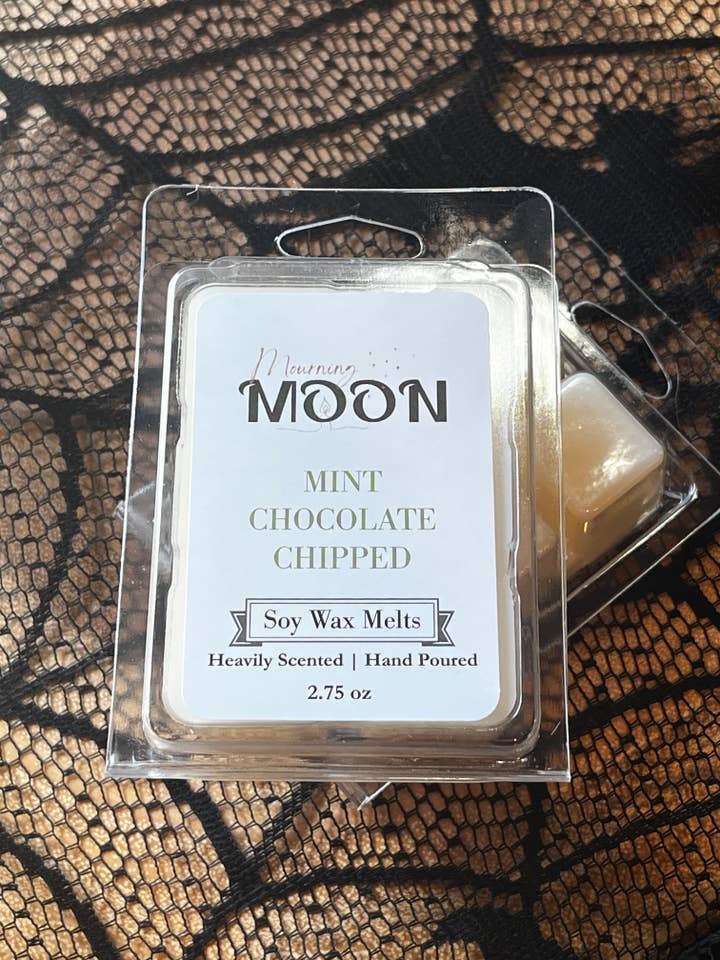 Mourning
MOON
MINT
CHOCOLATE
CHIPPED
Soy Wax Melts
Heavily Scented | Hand Poured
2.75 oz